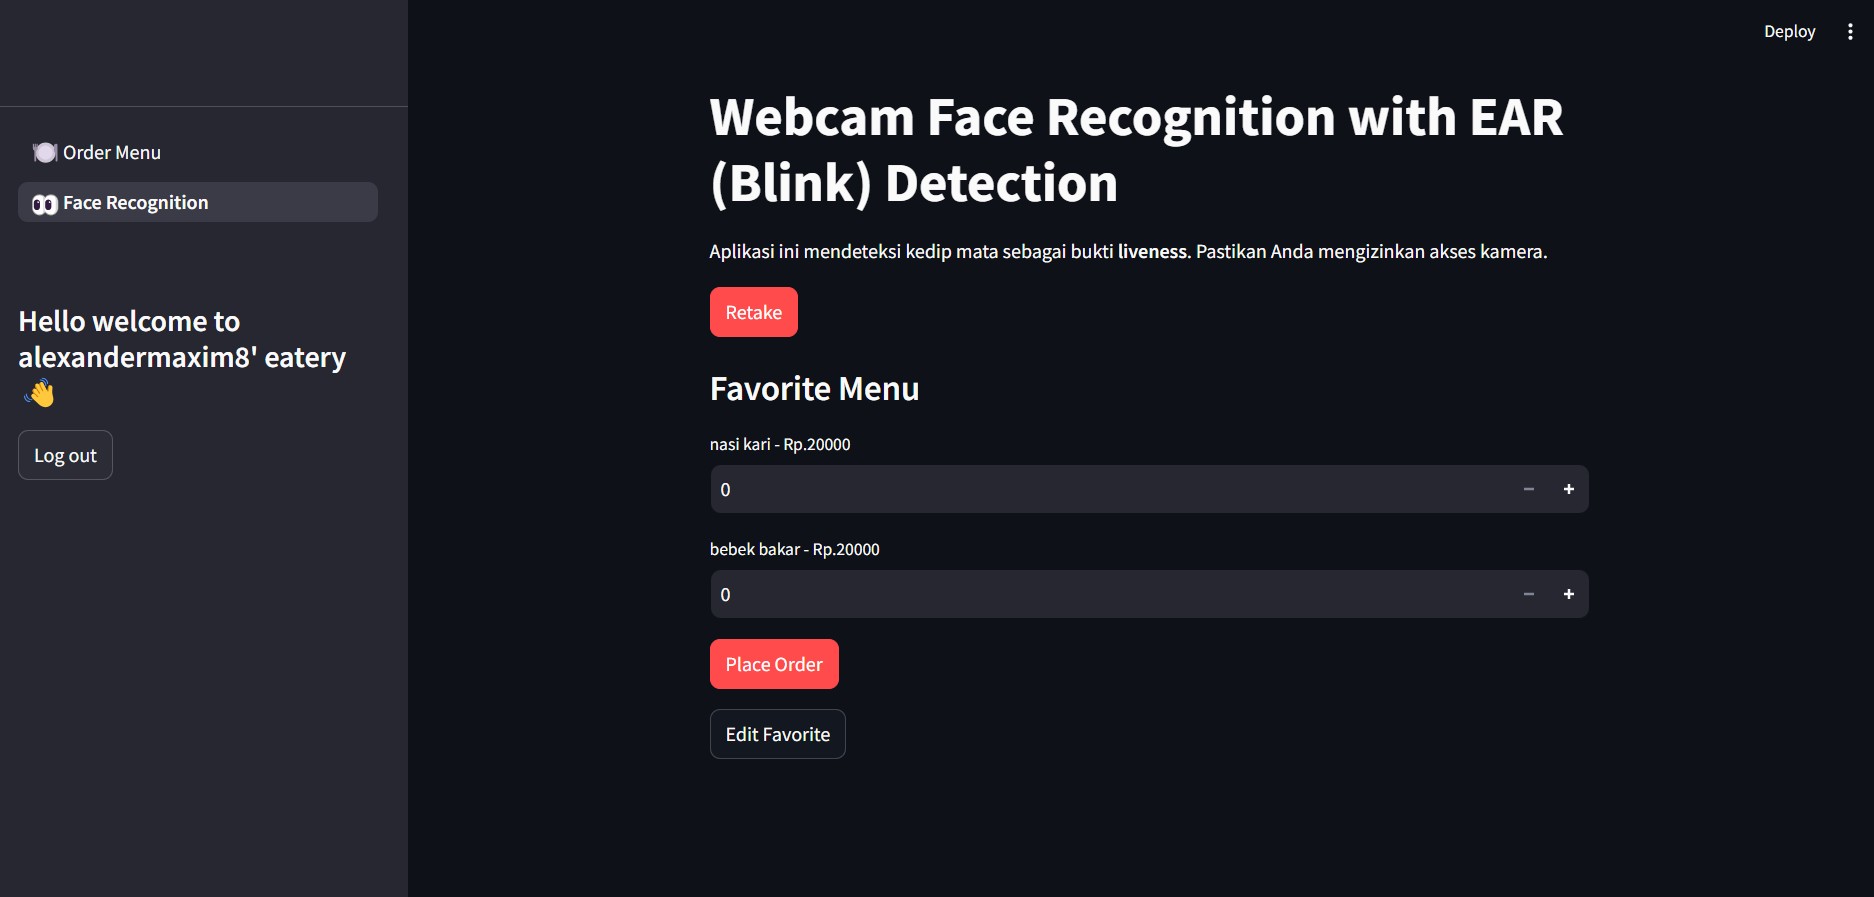 Deploy
🍽️ Order Menu
👀 Face Recognition
Hello welcome to
alexandermaxim8' eatery
👋
Log out
Webcam Face Recognition with EAR
(Blink) Detection
Aplikasi ini mendeteksi kedip mata sebagai bukti liveness. Pastikan Anda mengizinkan akses kamera.
Retake
Favorite Menu
nasi kari - Rp.20000
0
bebek bakar - Rp.20000
0
Place Order
Edit Favorite